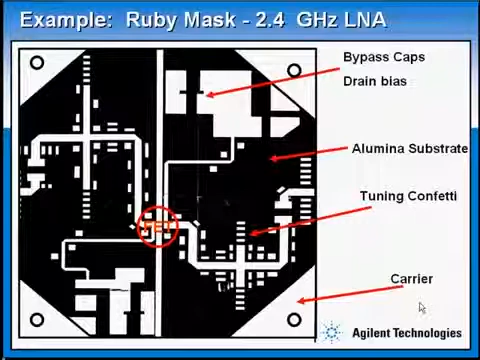 Example: Ruby Mask - 2.4 GHz LNA
Bypass Caps
Drain bias
Alumina Substrate
Tuning Confetti
FET
Carrier
Agilent Technologies